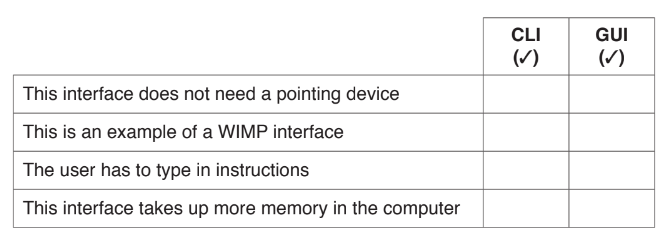 CLI GUI
(✓) (✓)
This interface does not need a pointing device
This is an example of a WIMP interface
The user has to type in instructions
This interface takes up more memory in the computer